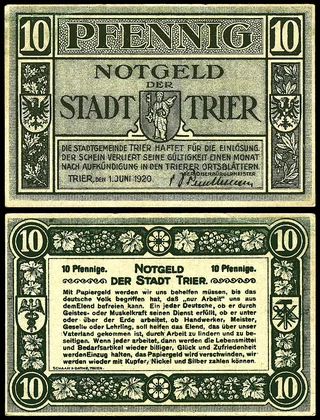 10 PFENNIG 10
NOTGELD
DER
STADT TRIER
DIE STADTGEMEINDE TRIER HAFTET FÜR DIE EINLÖSUNG.
DER SCHEIN VERLIERT SEINE GÜLTIGKEIT EINEN MONAT
NACH AUFKÜNDIGUNG IN DEN TRIERER ORTSBLÄTTERN.
TRIER, DEN 1. JUNI 1920.
DER OBERBÜRGERMEISTER
10 10
10 Pfennige. NOTGELD 10 Pfennige.
DER STADT TRIER.
Mit Papiergeld werden wir uns behelfen müssen, bis das
deutsche Volk begriffen hat, daß „nur Arbeit" uns aus
dem Elend befreien kann. Ein jeder Deutsche, ob er durch
Geistes- oder Muskelkraft seinen Dienst erfüllt, ob er unter
oder über der Erde arbeitet, ob Handwerker, Meister,
Gesell oder Lehrling, soll helfen das Elend, das über unser
Vaterland gekommen ist, durch Arbeit zu lindern und zu be-
seitigen. Wenn jeder arbeitet, dann werden die Lebensmittel
und Bedarfsartikel wieder billiger, Glück und Zufriedenheit
werden Einzug halten, das Papiergeld wird verschwinden, wir
werden wieder mit Kupfer, Nickel und Silber zahlen können.
SCHAAR & DATHE, TRIER.
10 10